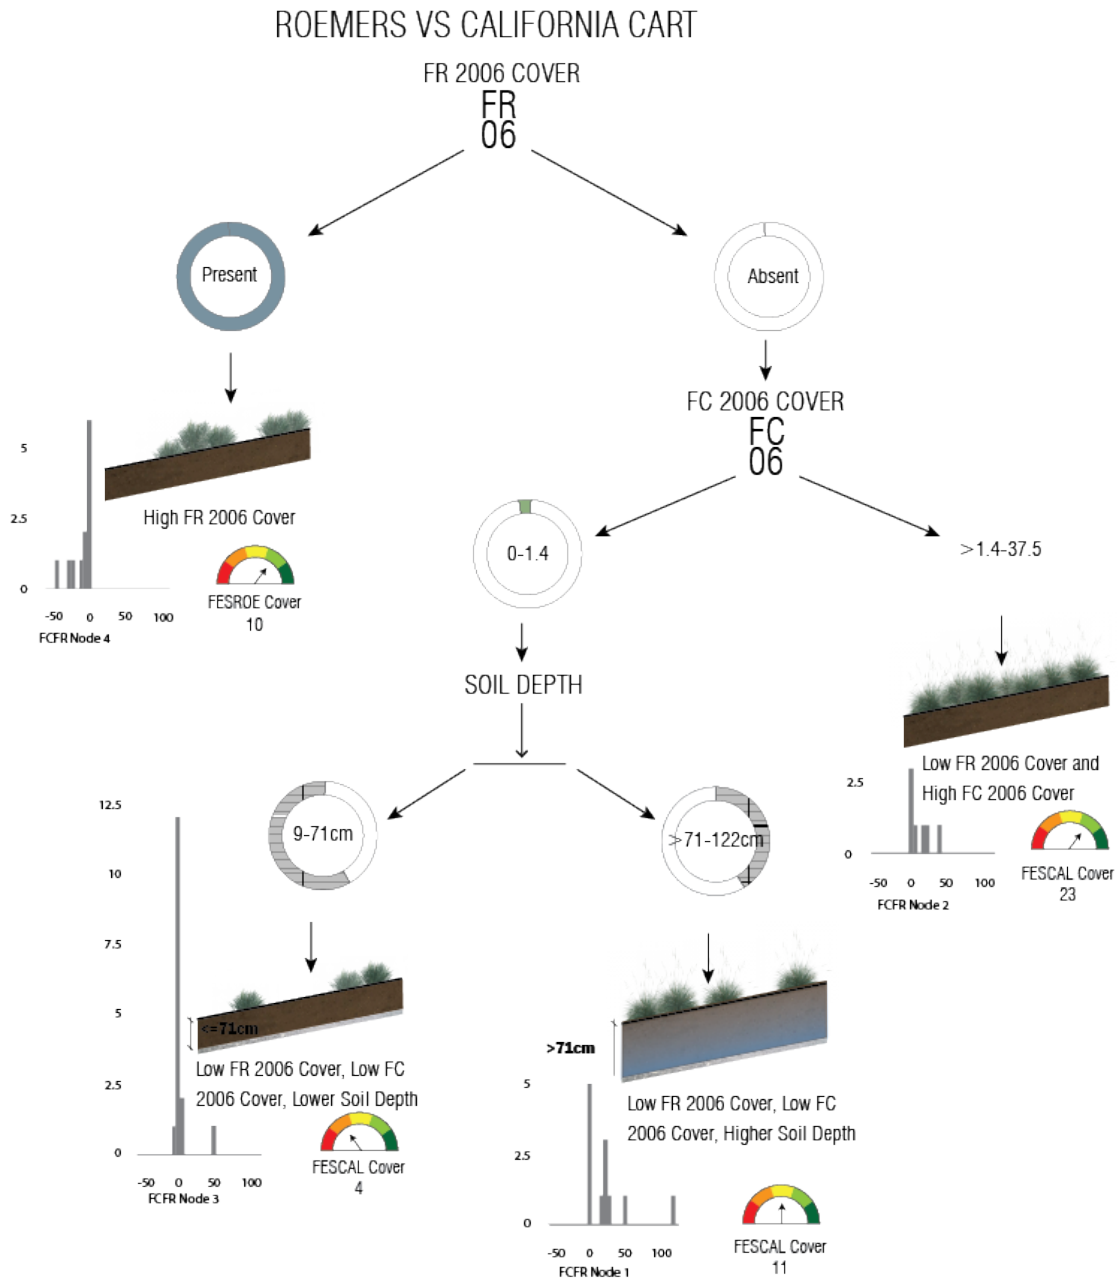 ROEMERS VS CALIFORNIA CART
FR 2006 COVER
FR
06
Present
Absent
FC 2006 COVER
FC
06
5
2.5
0
-50 0 50 100
FCFR Node 4
High FR 2006 Cover
FESROE Cover
10
0-1.4
>1.4-37.5
SOIL DEPTH
Low FR 2006 Cover and
High FC 2006 Cover
2.5
0
-50 0 50 100
FCFR Node 2
FESCAL Cover
23
9-71cm
>71-122cm
12.5
10
7.5
5
2.5
0
-50 0 50 100
FCFR Node 3
<=71cm
Low FR 2006 Cover, Low FC
2006 Cover, Lower Soil Depth
FESCAL Cover
4
>71cm
5
2.5
0
-50 0 50 100
FCFR Node 1
Low FR 2006 Cover, Low FC
2006 Cover, Higher Soil Depth
FESCAL Cover
11